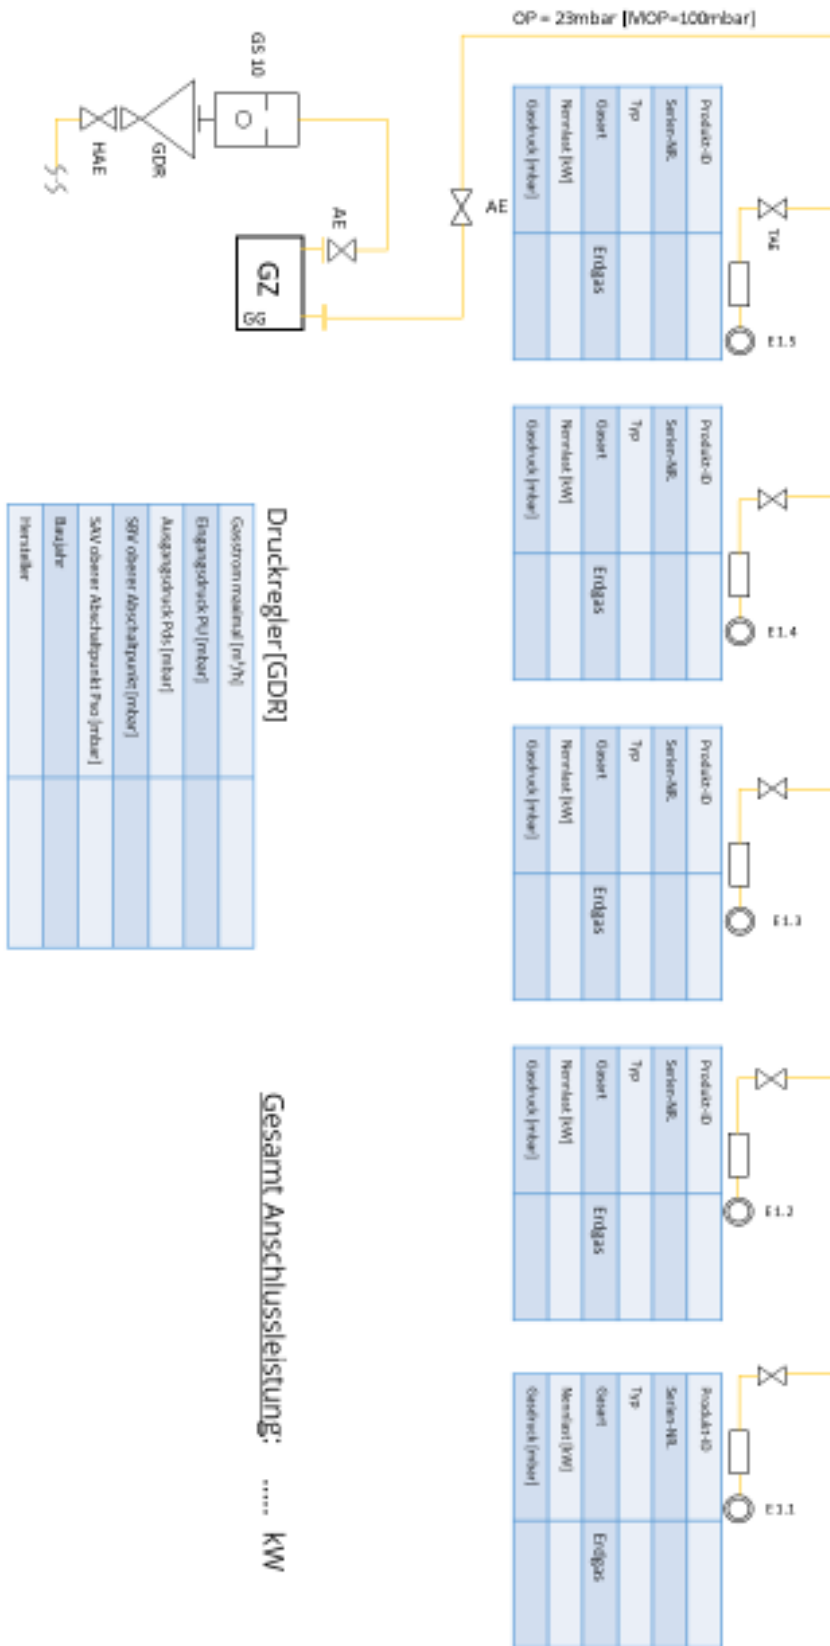 OP = 23mbar [MOP=100mbar]
GS 10
HAE
GDR
AE
GZ
GG
AE
TAE
E 1.5
Produkt-ID
Serien-NR.
Typ
Gasart Erdgas
Nennlast [kW]
Gasdruck [mbar]
E 1.4
Produkt-ID
Serien-NR.
Typ
Gasart Erdgas
Nennlast [kW]
Gasdruck [mbar]
E 1.3
Produkt-ID
Serien-NR.
Typ
Gasart Erdgas
Nennlast [kW]
Gasdruck [mbar]
E 1.2
Produkt-ID
Serien-NR.
Typ
Gasart Erdgas
Nennlast [kW]
Gasdruck [mbar]
E 1.1
Produkt-ID
Serien-NR.
Typ
Gasart Erdgas
Nennlast [kW]
Gasdruck [mbar]
Druckregler [GDR]
Gasstrom maximal [m³/h]
Eingangsdruck PU [mbar]
Ausgangsdruck Pds [mbar]
SBV oberer Abschaltpunkt [mbar]
SAV oberer Abschaltpunkt Pso [mbar]
Baujahr
Hersteller
Gesamt Anschlussleistung: ..... kW